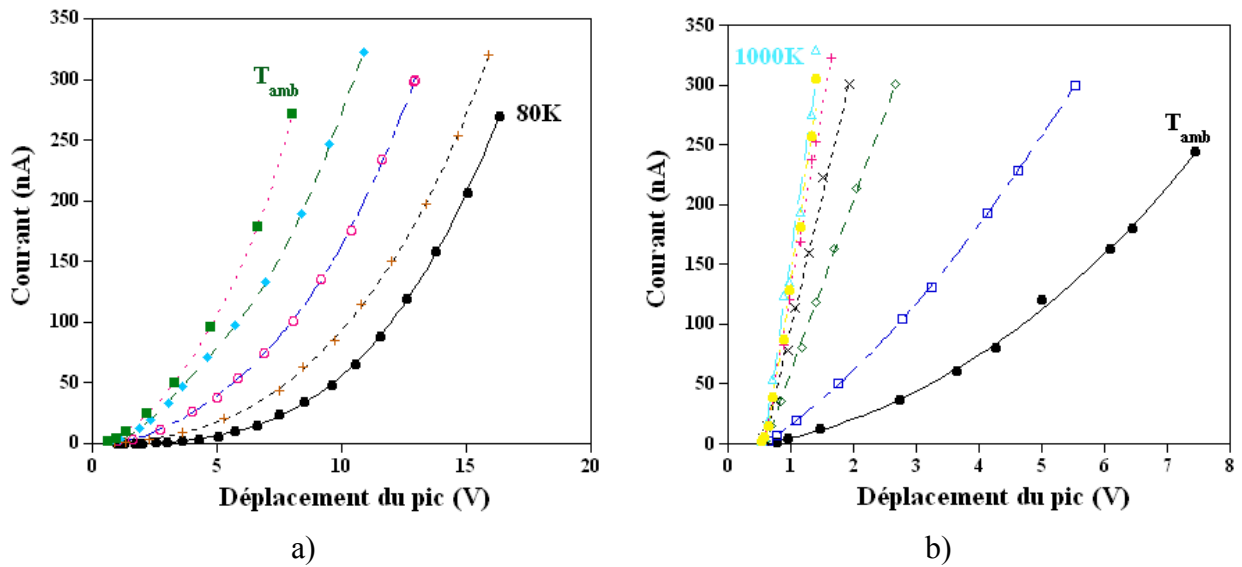 350
300
250
200
150
100
50
0
Courant (nA)
T_amb
80K
0 5 10 15 20
Déplacement du pic (V)
a)
350
300
250
200
150
100
50
0
Courant (nA)
1000K
T_amb
0 1 2 3 4 5 6 7 8
Déplacement du pic (V)
b)